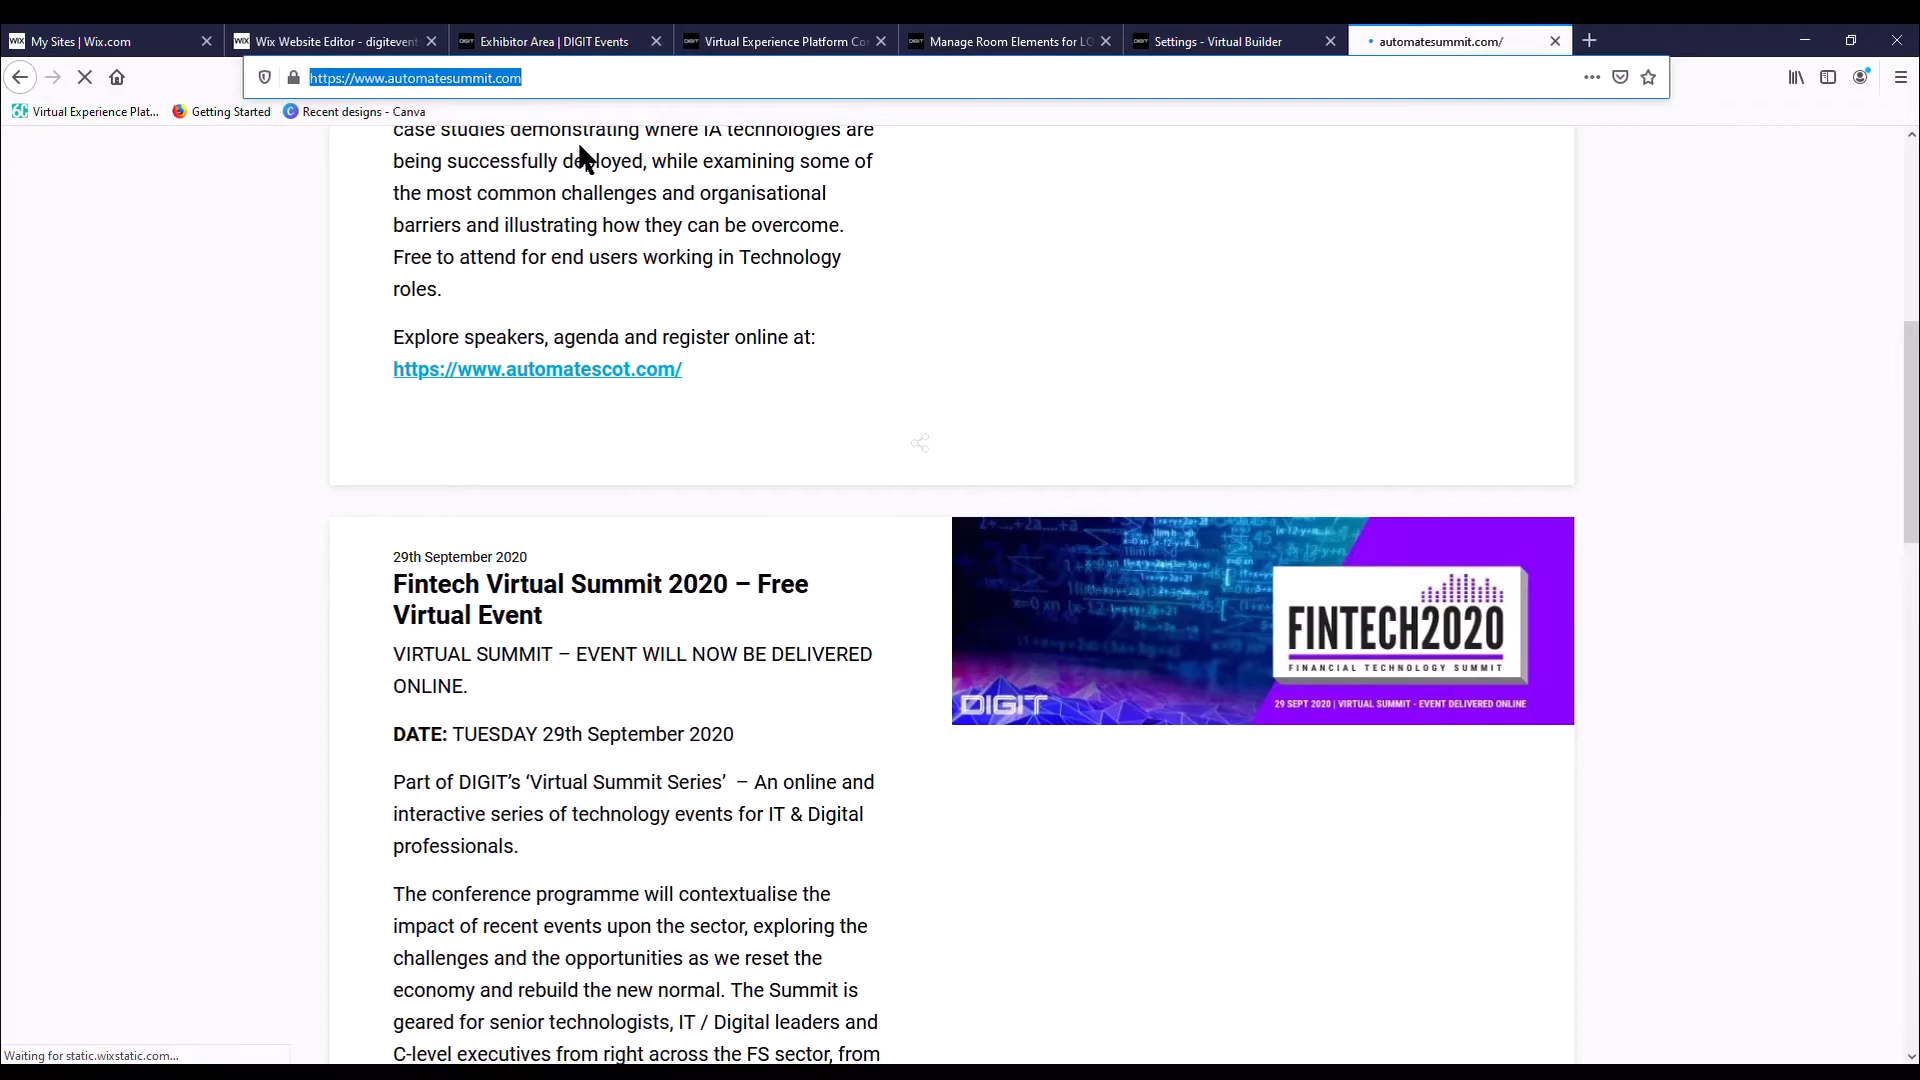 My Sites | Wix.com
Wix Website Editor - digitevent
Exhibitor Area | DIGIT Events
Virtual Experience Platform Co
Manage Room Elements for LO
Settings - Virtual Builder
automatesummit.com/
https://www.automatesummit.com
Virtual Experience Plat...
Getting Started
Recent designs - Canva
case studies demonstrating where IA technologies are
being successfully deployed, while examining some of
the most common challenges and organisational
barriers and illustrating how they can be overcome.
Free to attend for end users working in Technology
roles.
Explore speakers, agenda and register online at:
https://www.automatescot.com/
29th September 2020
Fintech Virtual Summit 2020 – Free
Virtual Event
VIRTUAL SUMMIT – EVENT WILL NOW BE DELIVERED
ONLINE.
DATE: TUESDAY 29th September 2020
Part of DIGIT's ‘Virtual Summit Series’ – An online and
interactive series of technology events for IT & Digital
professionals.
The conference programme will contextualise the
impact of recent events upon the sector, exploring the
challenges and the opportunities as we reset the
economy and rebuild the new normal. The Summit is
geared for senior technologists, IT / Digital leaders and
C-level executives from right across the FS sector, from
FINTECH2020
FINANCIAL TECHNOLOGY SUMMIT
DIGIT
29 SEPT 2020 | VIRTUAL SUMMIT - EVENT DELIVERED ONLINE
Waiting for static.wixstatic.com...